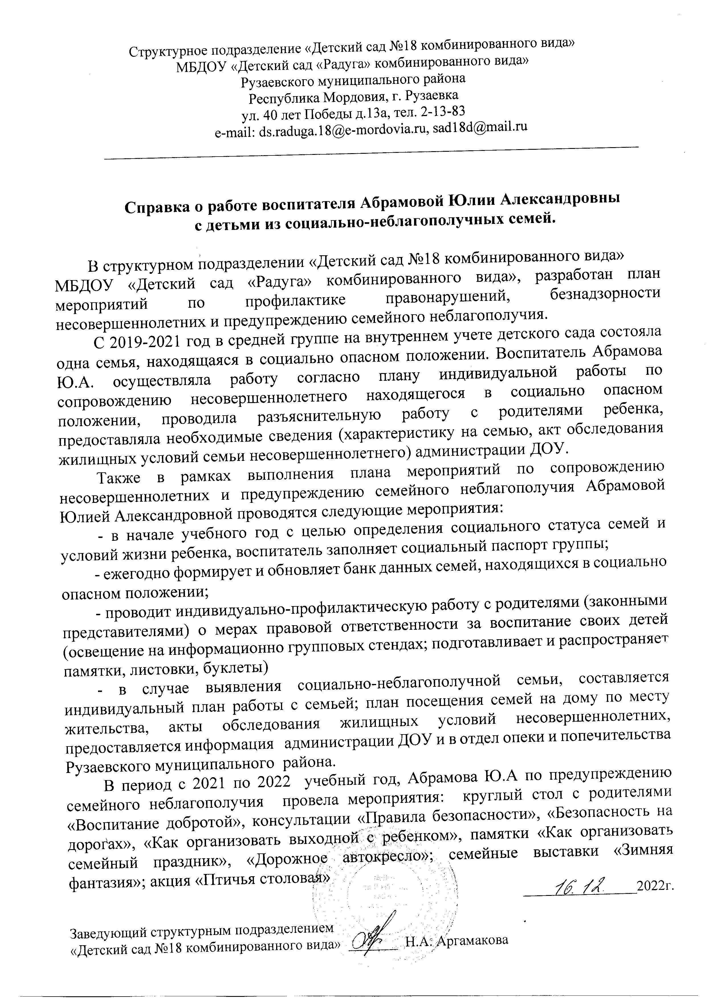 Структурное подразделение «Детский сад №18 комбинированного вида»
МБДОУ «Детский сад «Радуга» комбинированного вида»
Рузаевского муниципального района
Республика Мордовия, г. Рузаевка
ул. 40 лет Победы д.13а, тел. 2-13-83
e-mail: ds.raduga.18@e-mordovia.ru, sad18d@mail.ru
Справка о работе воспитателя Абрамовой Юлии Александровны
с детьми из социально-неблагополучных семей.
В структурном подразделении «Детский сад №18 комбинированного вида»
МБДОУ «Детский сад «Радуга» комбинированного вида», разработан план
мероприятий по профилактике правонарушений, безнадзорности
несовершеннолетних и предупреждению семейного неблагополучия.
С 2019-2021 год в средней группе на внутреннем учете детского сада состояла
одна семья, находящаяся в социально опасном положении. Воспитатель Абрамова
Ю.А. осуществляла работу согласно плану индивидуальной работы по
сопровождению несовершеннолетнего находящегося в социально опасном
положении, проводила разъяснительную работу с родителями ребенка,
предоставляла необходимые сведения (характеристику на семью, акт обследования
жилищных условий семьи несовершеннолетнего) администрации ДОУ.
Также в рамках выполнения плана мероприятий по сопровождению
несовершеннолетних и предупреждению семейного неблагополучия Абрамовой
Юлией Александровной проводятся следующие мероприятия:
- в начале учебного год с целью определения социального статуса семей и
условий жизни ребенка, воспитатель заполняет социальный паспорт группы;
- ежегодно формирует и обновляет банк данных семей, находящихся в социально
опасном положении;
- проводит индивидуально-профилактическую работу с родителями (законными
представителями) о мерах правовой ответственности за воспитание своих детей
(освещение на информационно групповых стендах; подготавливает и распространяет
памятки, листовки, буклеты)
- в случае выявления социально-неблагополучной семьи, составляется
индивидуальный план работы с семьей; план посещения семей на дому по месту
жительства, акты обследования жилищных условий несовершеннолетних,
предоставляется информация администрации ДОУ и в отдел опеки и попечительства
Рузаевского муниципального района.
В период с 2021 по 2022 учебный год, Абрамова Ю.А по предупреждению
семейного неблагополучия провела мероприятия: круглый стол с родителями
«Воспитание добротой», консультации «Правила безопасности», «Безопасность на
дорогах», «Как организовать выходной с ребенком», памятки «Как организовать
семейный праздник», «Дорожное автокресло»; семейные выставки «Зимняя
фантазия»; акция «Птичья столовая»
16.12. 2022г.
Заведующий структурным подразделением
«Детский сад №18 комбинированного вида» Н.А. Аргамакова